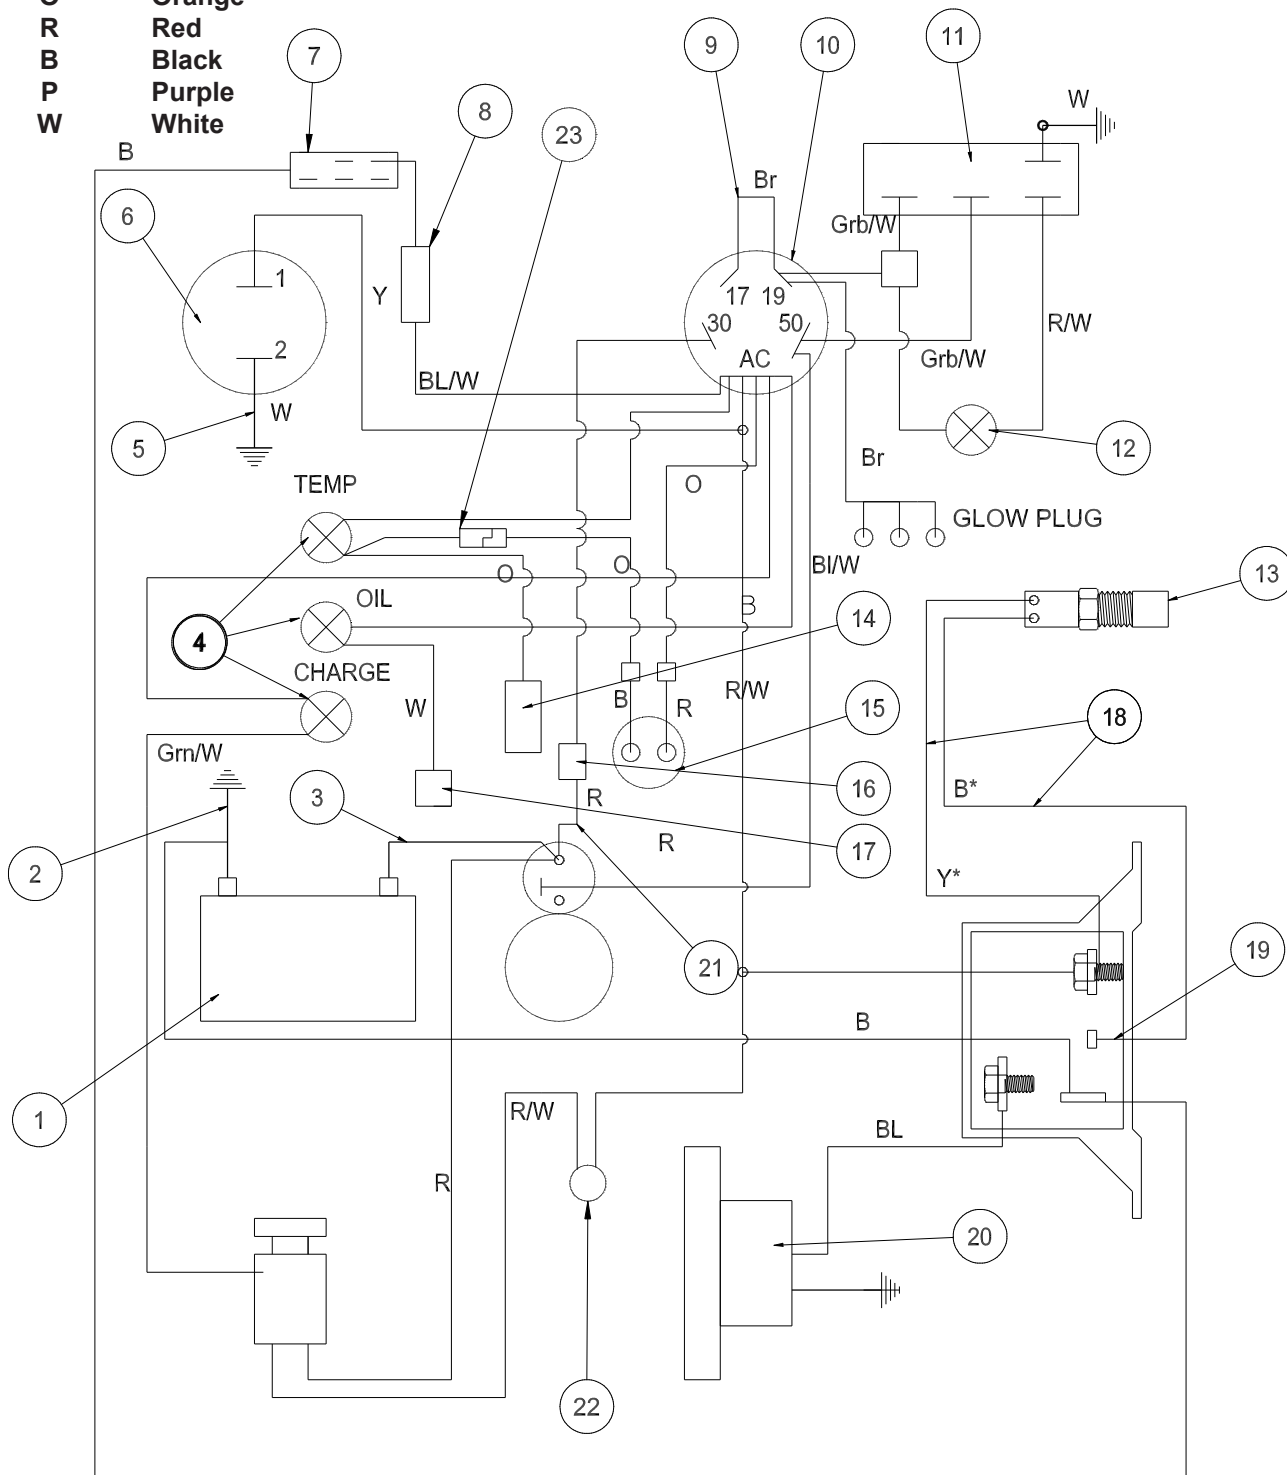 O Orange
R Red
B Black
P Purple
W White
7
8
23
9
10
11
W
B
Br
6
Grb/W
1
17 19
Y
30 50
R/W
2
AC
Grb/W
BL/W
W
5
12
Br
TEMP
O
GLOW PLUG
O
O
Bl/W
13
OIL
B
14
4
CHARGE
R/W
B
R
W
15
18
Grn/W
16
B*
3
R
R
17
2
Y*
19
21
B
R/W
1
BL
R
20
22